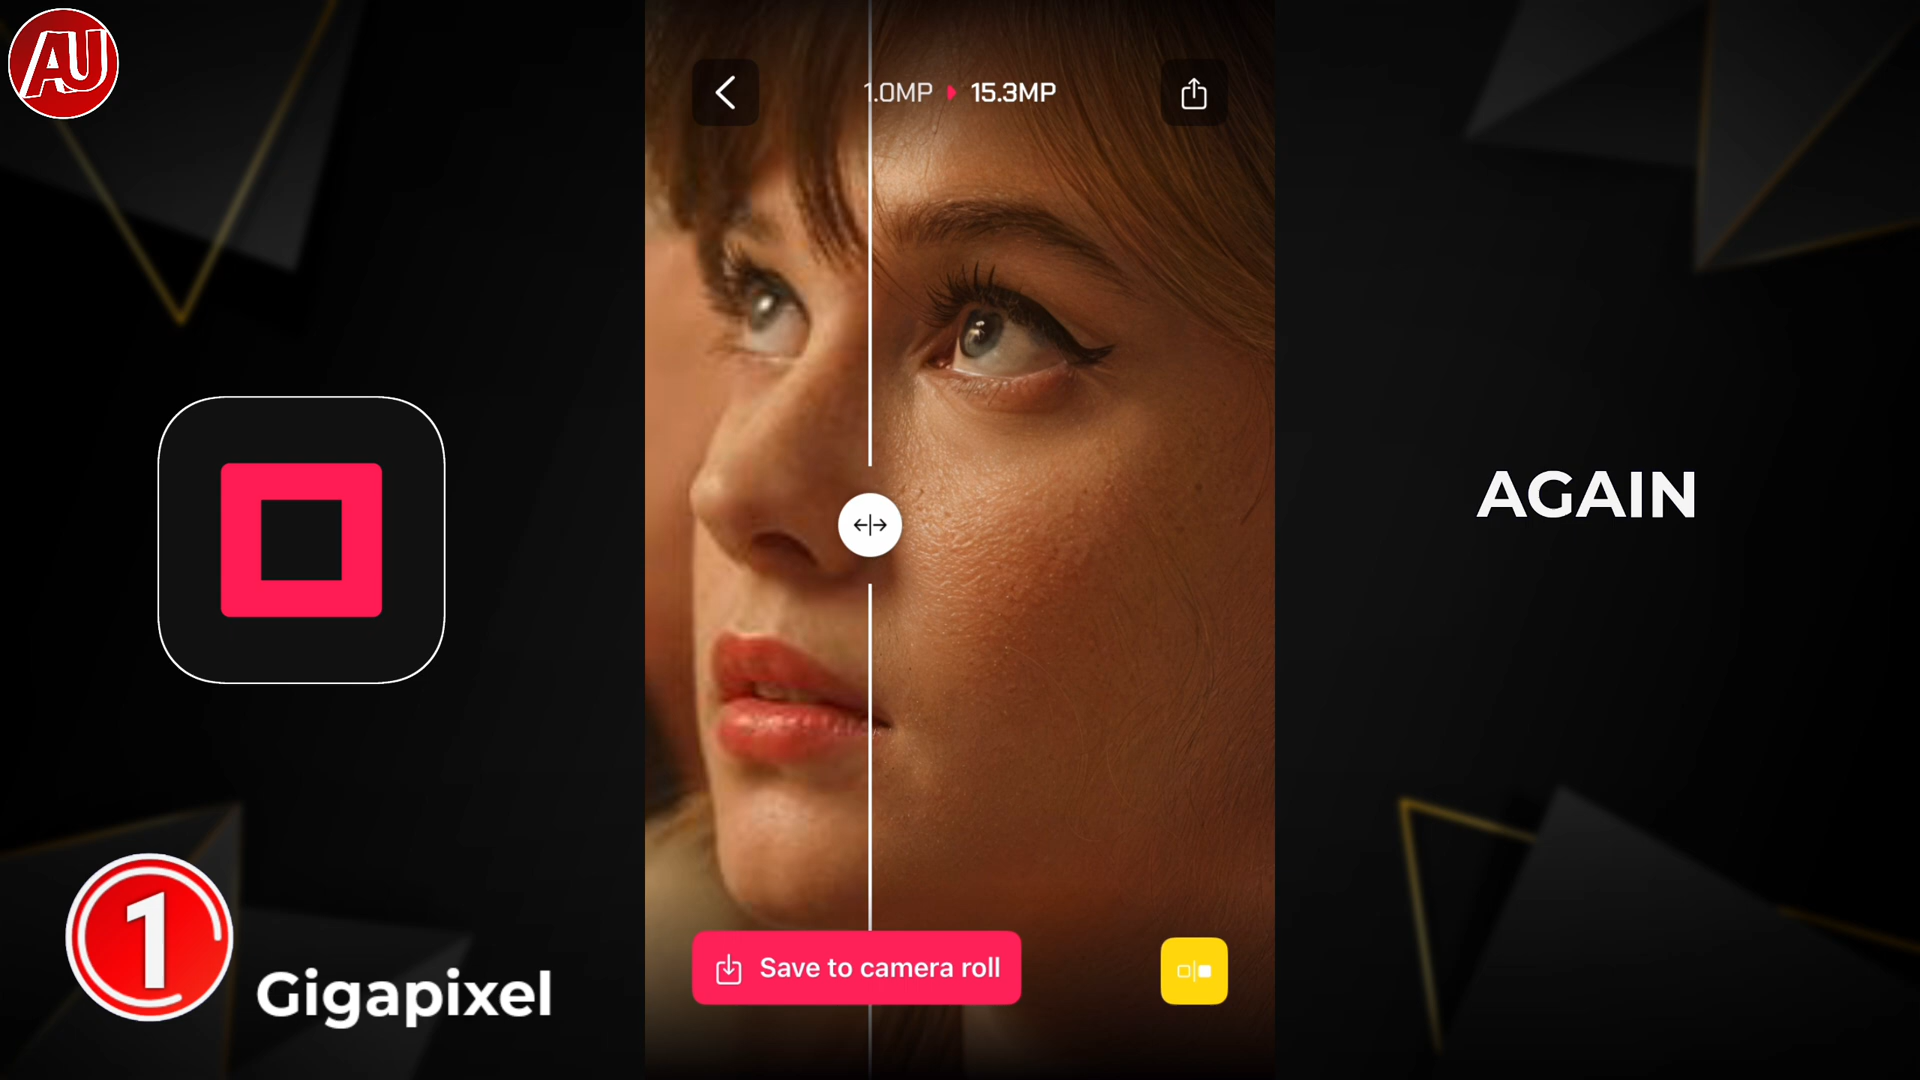 AU
1.0MP 15.3MP
AGAIN
Save to camera roll
1
Gigapixel